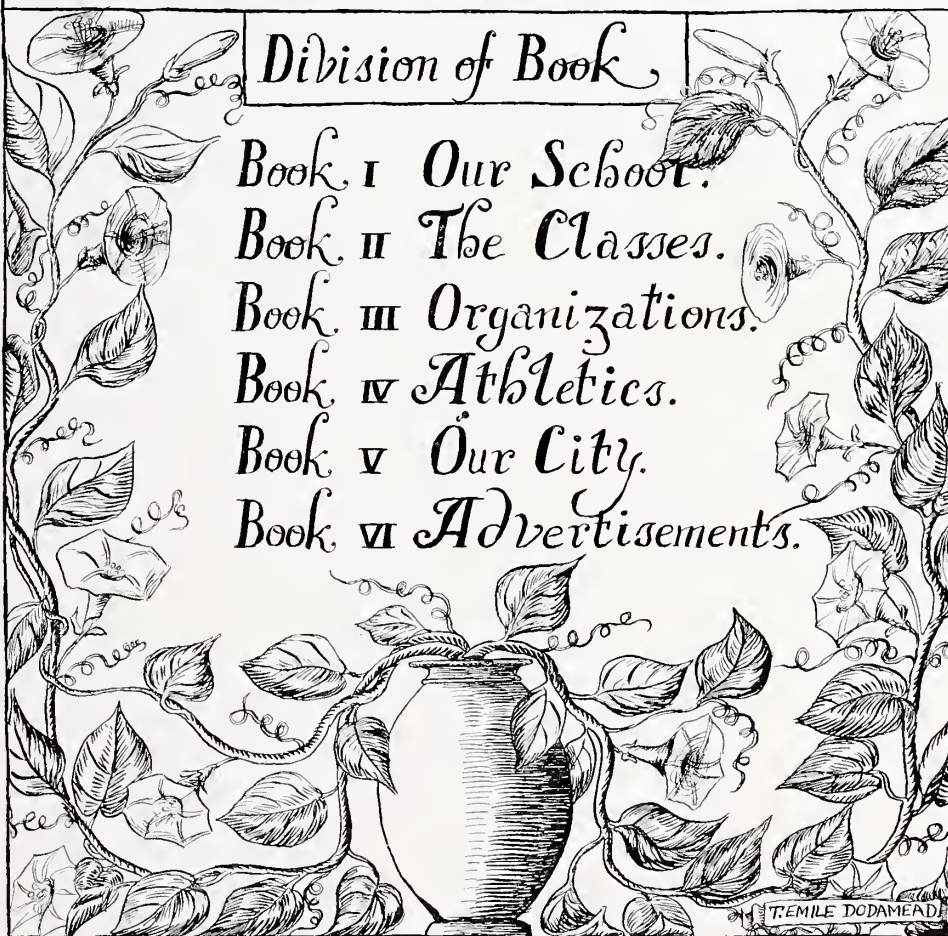 Division of Book
Book. I Our School.
Book. II The Classes.
Book. III Organizations.
Book. IV Athletics.
Book. V Our City.
Book. VI Advertisements.
T. EMILE DODAMEAD